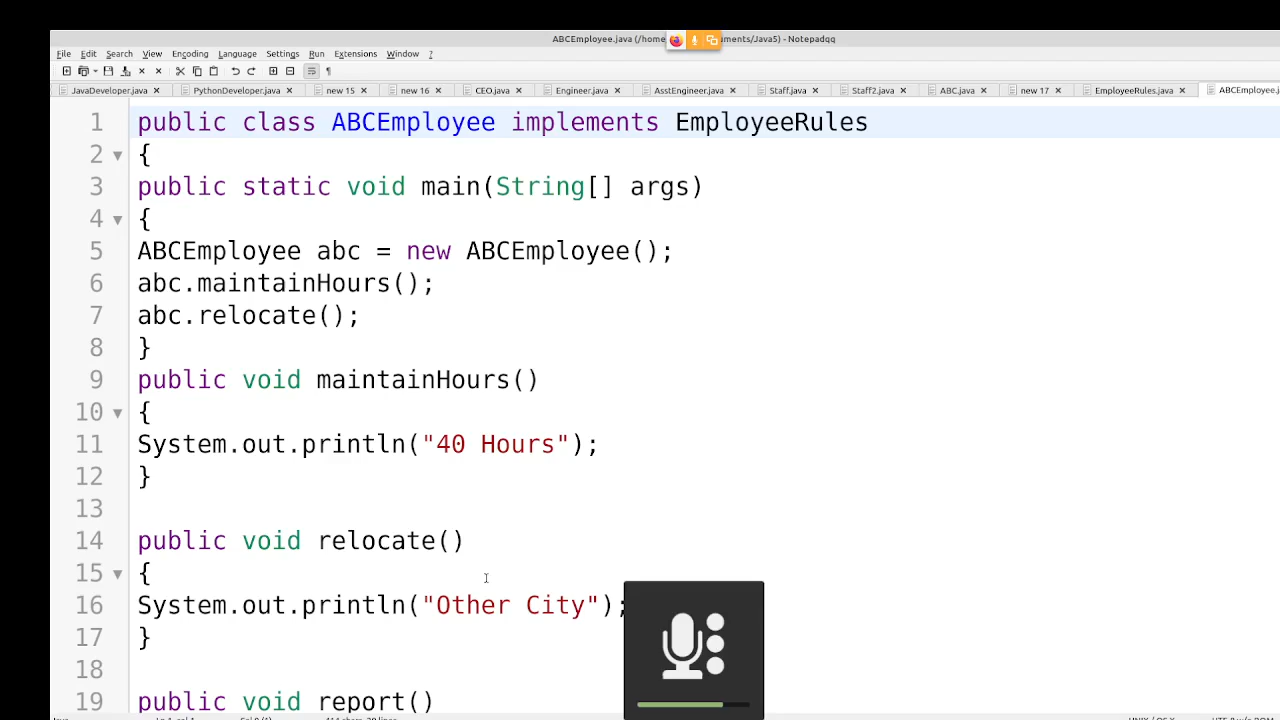 ABCEmployee.java (/home uments/Java5) - Notepadqq
File Edit Search View Encoding Language Settings Run Extensions Window ?
JavaDeveloper.java PythonDeveloper.java new 15 new 16 CEO.java Engineer.java AsstEngineer.java Staff.java Staff2.java ABC.java new 17 EmployeeRules.java ABCEmployee.j
1 public class ABCEmployee implements EmployeeRules
2 {
3 public static void main(String[] args)
4 {
5 ABCEmployee abc = new ABCEmployee();
6 abc.maintainHours();
7 abc.relocate();
8 }
9 public void maintainHours()
10 {
11 System.out.println("40 Hours");
12 }
13
14 public void relocate()
15 {
16 System.out.println("Other City");
17 }
18
19 public void report()